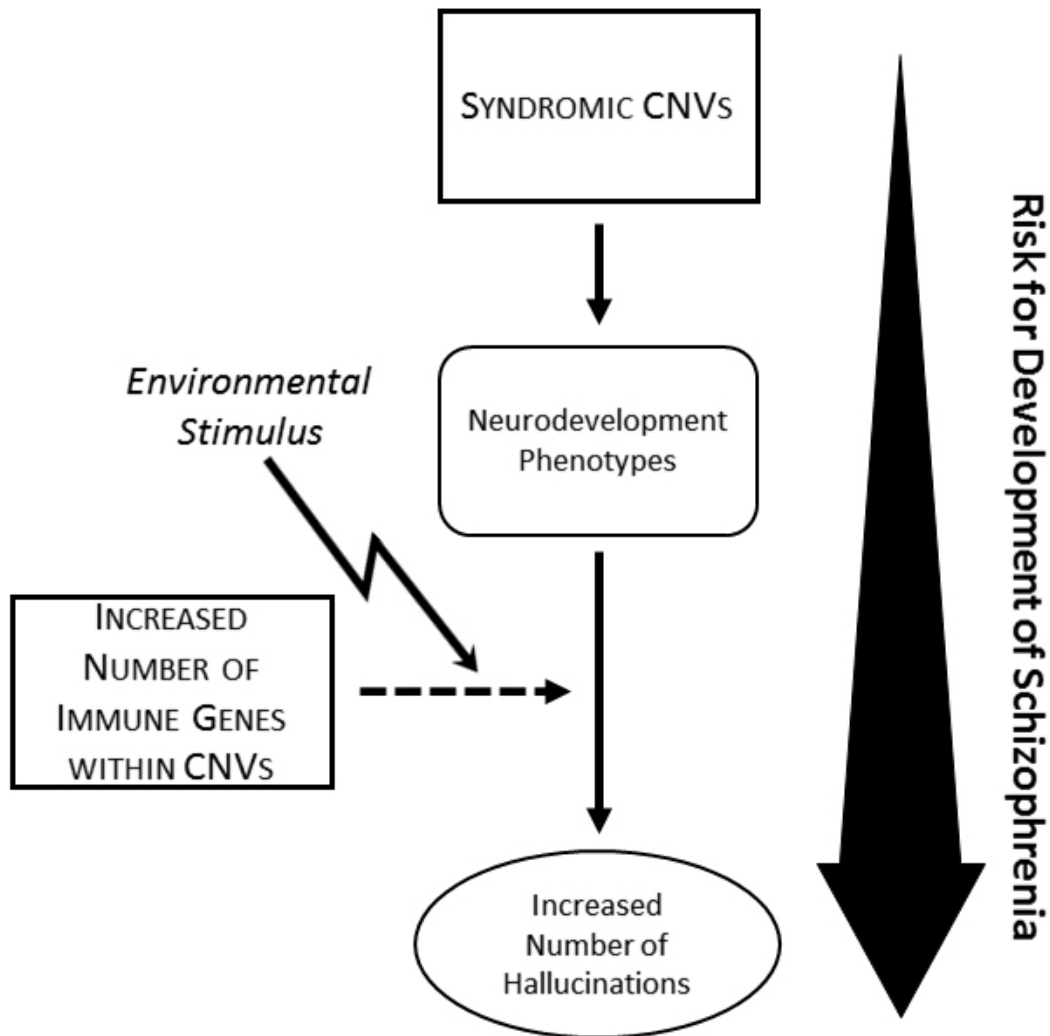 SYNDROMIC CNVS
Environmental
Stimulus
Neurodevelopment
Phenotypes
INCREASED
NUMBER OF
IMMUNE GENES
WITHIN CNVS
Increased
Number of
Hallucinations
Risk for Development of Schizophrenia